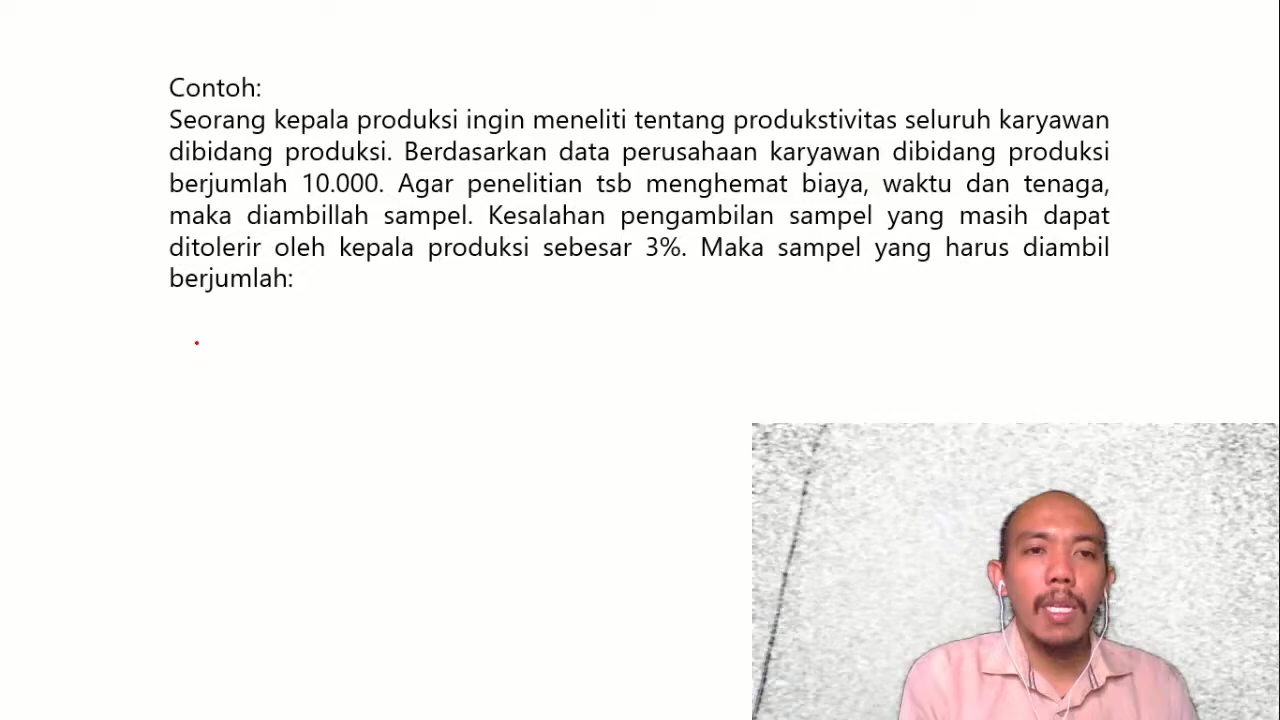 Contoh:
Seorang kepala produksi ingin meneliti tentang produkstivitas seluruh karyawan
dibidang produksi. Berdasarkan data perusahaan karyawan dibidang produksi
berjumlah 10.000. Agar penelitian tsb menghemat biaya, waktu dan tenaga,
maka diambillah sampel. Kesalahan pengambilan sampel yang masih dapat
ditolerir oleh kepala produksi sebesar 3%. Maka sampel yang harus diambil
berjumlah: